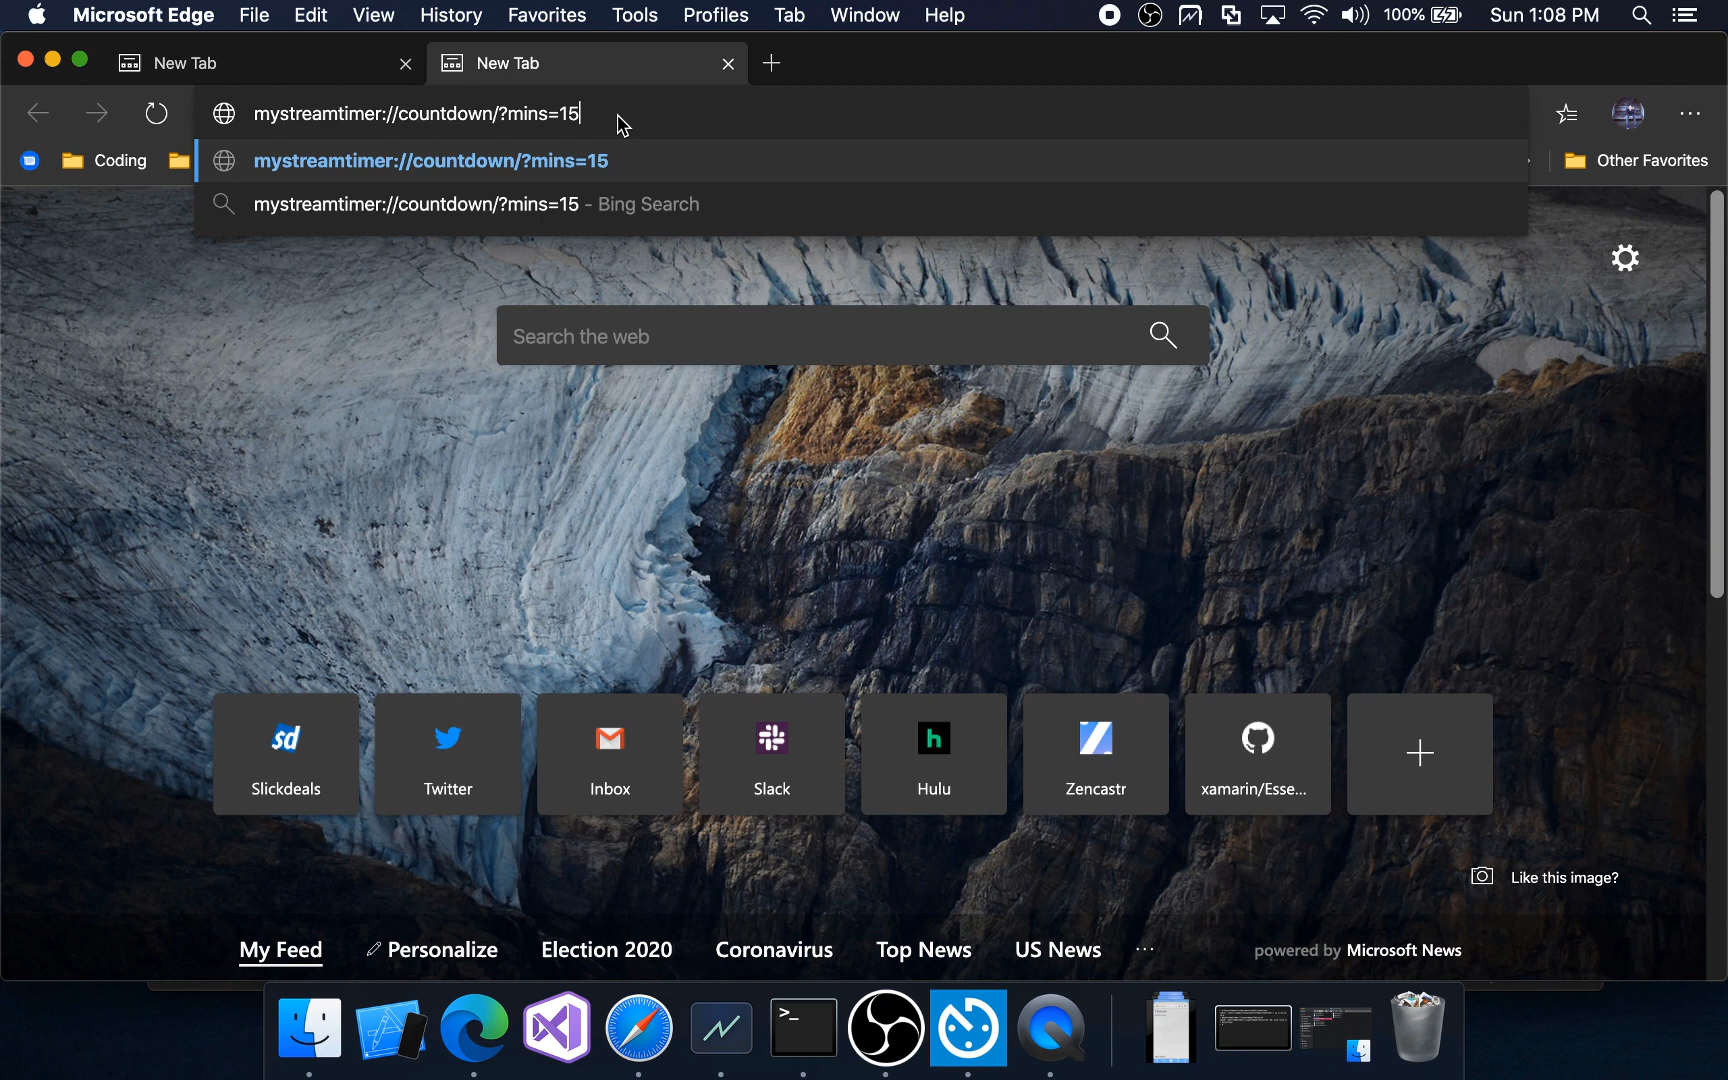 Microsoft Edge File Edit View History Favorites Tools Profiles Tab Window Help 100% Sun 1:08 PM
New Tab New Tab
mystreamtimer://countdown/?mins=15
Coding mystreamtimer://countdown/?mins=15 Other Favorites
mystreamtimer://countdown/?mins=15 - Bing Search
Search the web
sd h
Slickdeals Twitter Inbox Slack Hulu Zencastr xamarin/Esse...
Like this image?
My Feed Personalize Election 2020 Coronavirus Top News US News ... powered by Microsoft News
>_